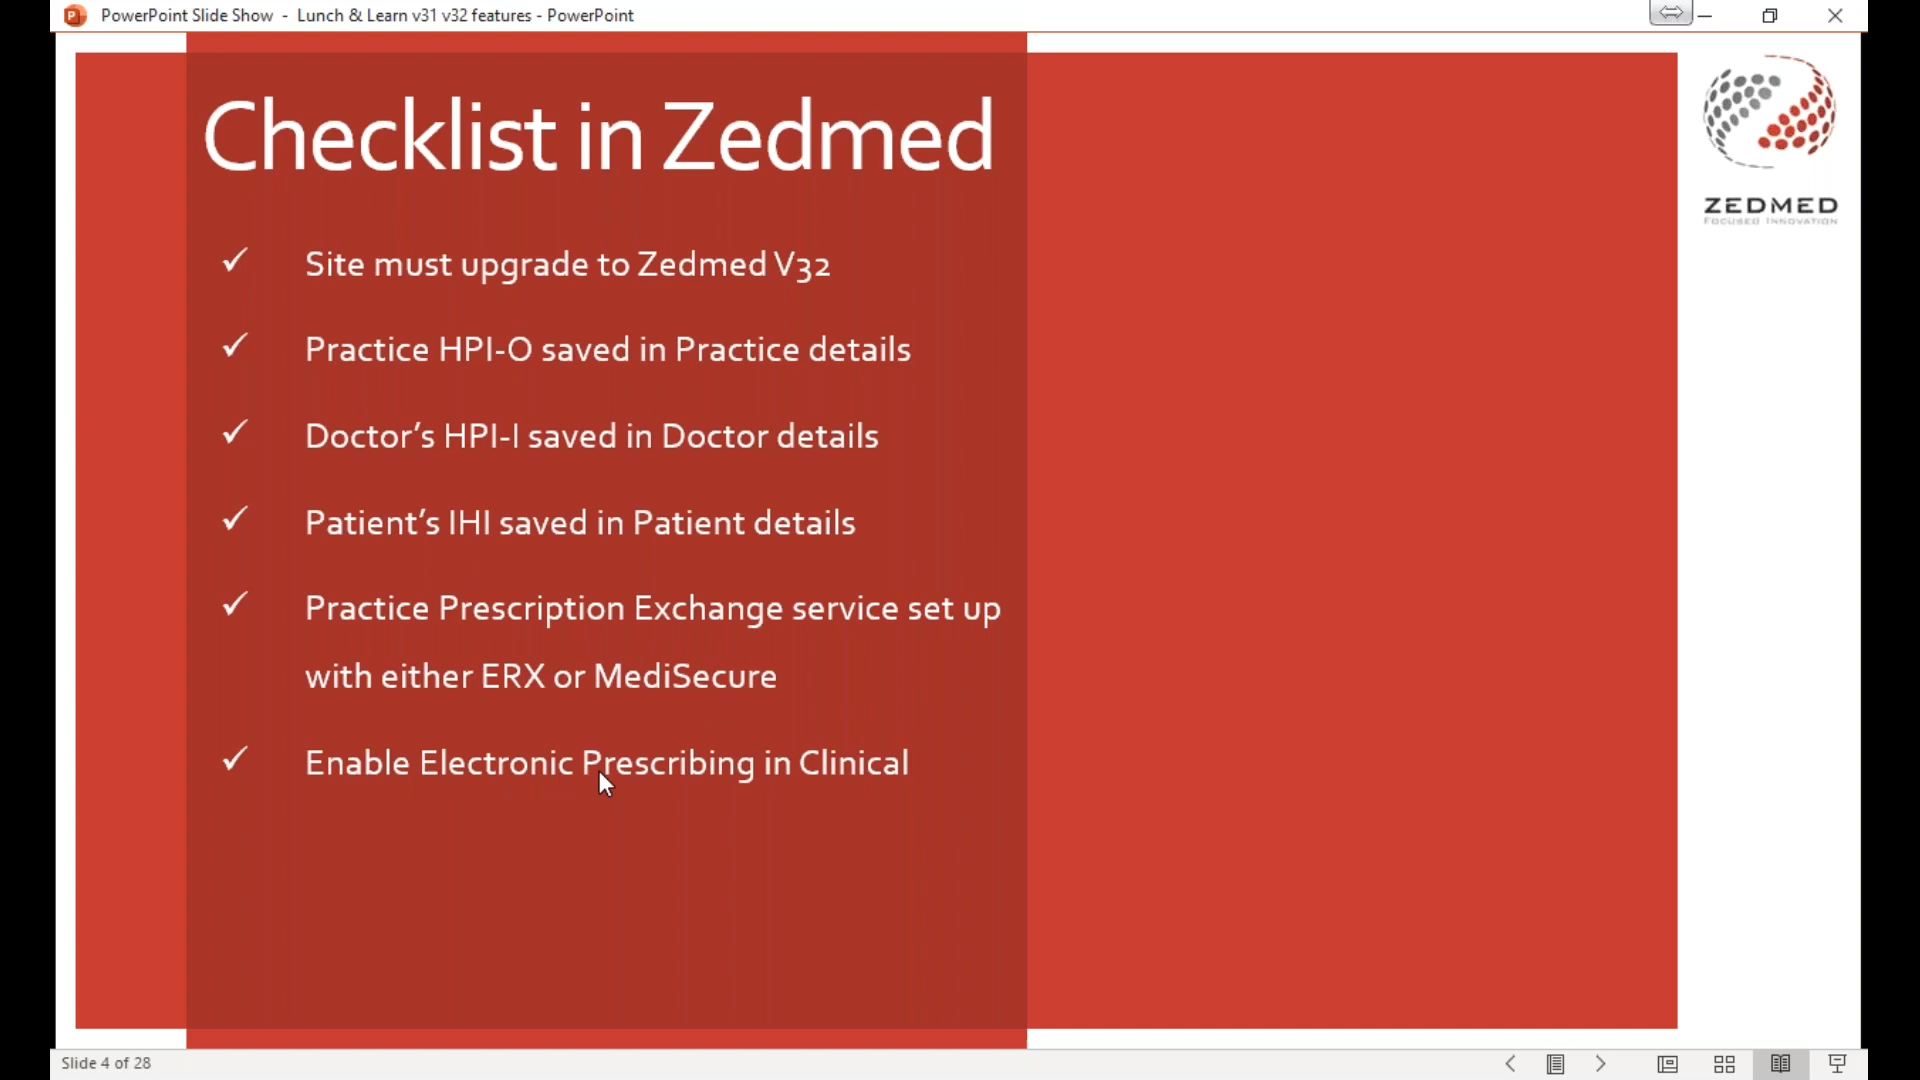 PowerPoint Slide Show - Lunch & Learn v31 v32 features - PowerPoint
Checklist in Zedmed
✓ Site must upgrade to Zedmed V32
✓ Practice HPI-O saved in Practice details
✓ Doctor’s HPI-I saved in Doctor details
✓ Patient’s IHI saved in Patient details
✓ Practice Prescription Exchange service set up
with either ERX or MediSecure
✓ Enable Electronic Prescribing in Clinical
ZEDMED
FOCUSED INNOVATION
Slide 4 of 28